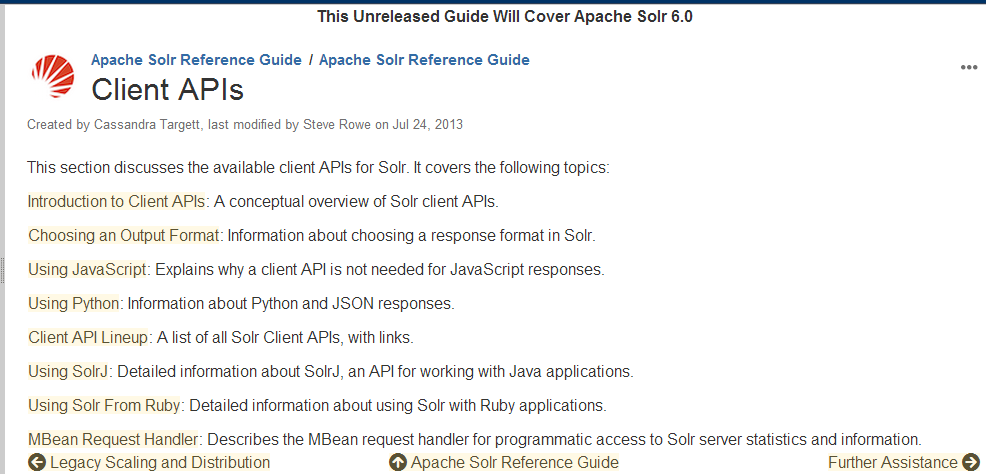 This Unreleased Guide Will Cover Apache Solr 6.0
Apache Solr Reference Guide / Apache Solr Reference Guide
Client APIs
Created by Cassandra Targett, last modified by Steve Rowe on Jul 24, 2013
This section discusses the available client APIs for Solr. It covers the following topics:
Introduction to Client APIs: A conceptual overview of Solr client APIs.
Choosing an Output Format: Information about choosing a response format in Solr.
Using JavaScript: Explains why a client API is not needed for JavaScript responses.
Using Python: Information about Python and JSON responses.
Client API Lineup: A list of all Solr Client APIs, with links.
Using SolrJ: Detailed information about SolrJ, an API for working with Java applications.
Using Solr From Ruby: Detailed information about using Solr with Ruby applications.
MBean Request Handler: Describes the MBean request handler for programmatic access to Solr server statistics and information.
Legacy Scaling and Distribution Apache Solr Reference Guide Further Assistance